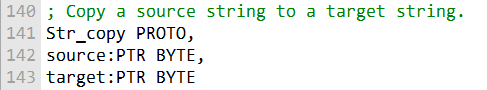 140 ; Copy a source string to a target string.
141 Str_copy PROTO,
142 source:PTR BYTE,
143 target:PTR BYTE